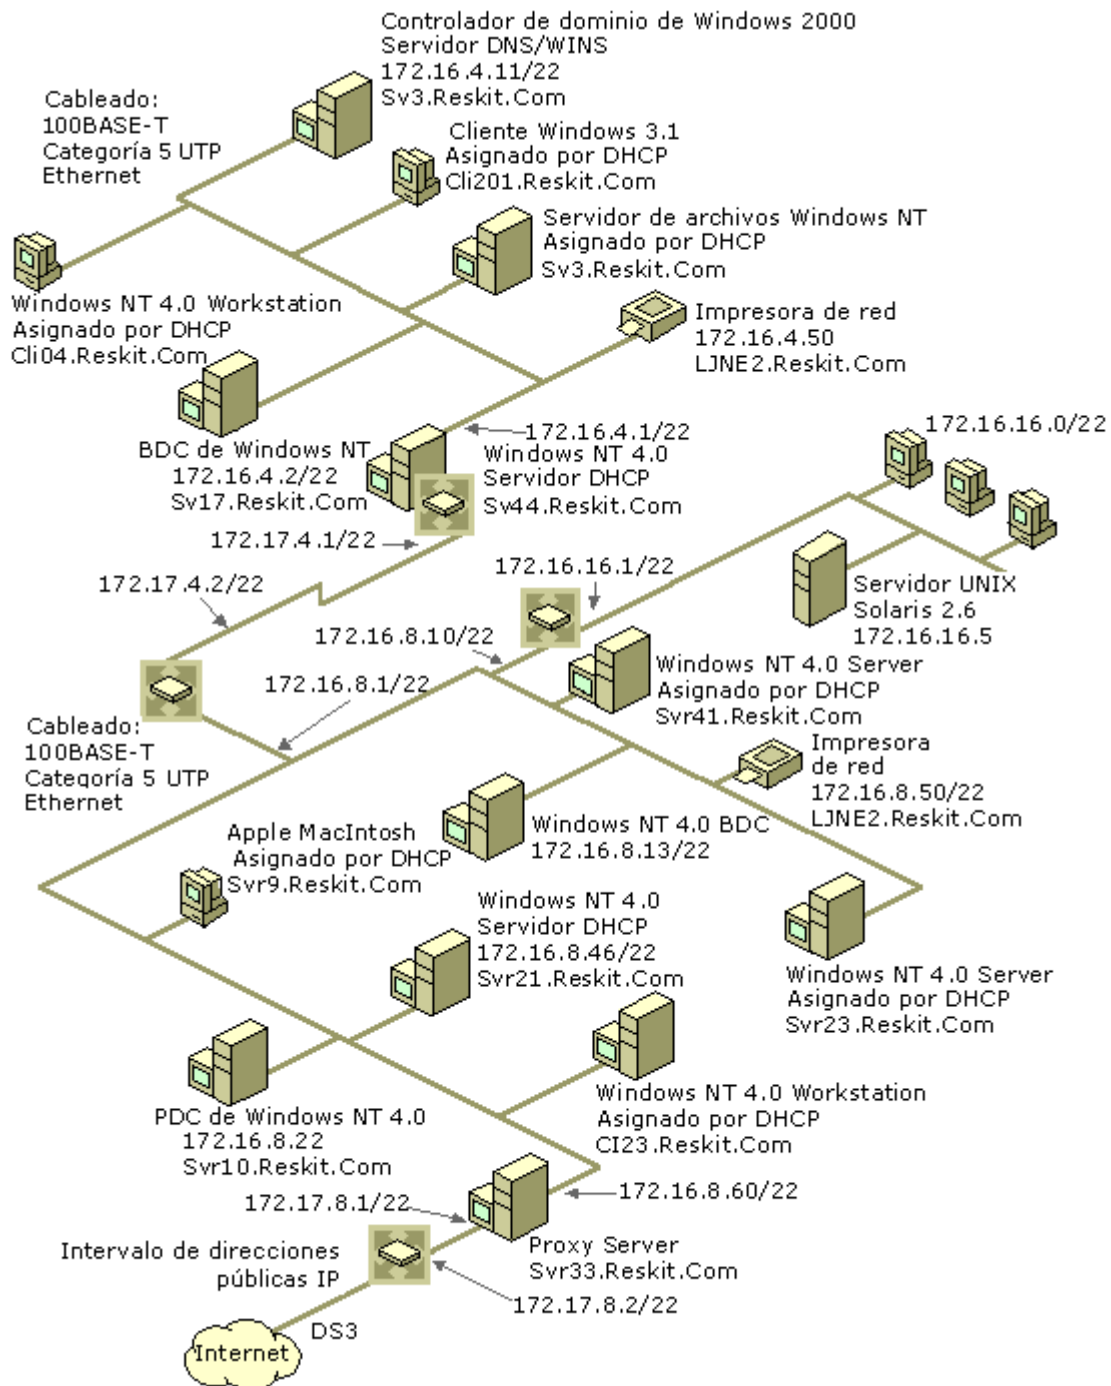 Controlador de dominio de Windows 2000
Servidor DNS/WINS
172.16.4.11/22
Sv3.Reskit.Com
Cableado:
100BASE-T
Categoría 5 UTP
Ethernet
Cliente Windows 3.1
Asignado por DHCP
Cli201.Reskit.Com
Servidor de archivos Windows NT
Asignado por DHCP
Sv3.Reskit.Com
Windows NT 4.0 Workstation
Asignado por DHCP
Cli04.Reskit.Com
Impresora de red
172.16.4.50
LJNE2.Reskit.Com
BDC de Windows NT
172.16.4.2/22
Sv17.Reskit.Com
172.16.4.1/22
Windows NT 4.0
Servidor DHCP
Sv44.Reskit.Com
172.16.16.0/22
172.17.4.1/22
172.17.4.2/22
172.16.16.1/22
Servidor UNIX
Solaris 2.6
172.16.16.5
172.16.8.10/22
172.16.8.1/22
Windows NT 4.0 Server
Asignado por DHCP
Svr41.Reskit.Com
Cableado:
100BASE-T
Categoría 5 UTP
Ethernet
Impresora
de red
172.16.8.50/22
LJNE2.Reskit.Com
Windows NT 4.0 BDC
172.16.8.13/22
Apple MacIntosh
Asignado por DHCP
Svr9.Reskit.Com
Windows NT 4.0
Servidor DHCP
172.16.8.46/22
Svr21.Reskit.Com
Windows NT 4.0 Server
Asignado por DHCP
Svr23.Reskit.Com
PDC de Windows NT 4.0
172.16.8.22
Svr10.Reskit.Com
Windows NT 4.0 Workstation
Asignado por DHCP
CI23.Reskit.Com
172.16.8.60/22
172.17.8.1/22
Proxy Server
Svr33.Reskit.Com
Intervalo de direcciones
públicas IP
172.17.8.2/22
DS3
Internet